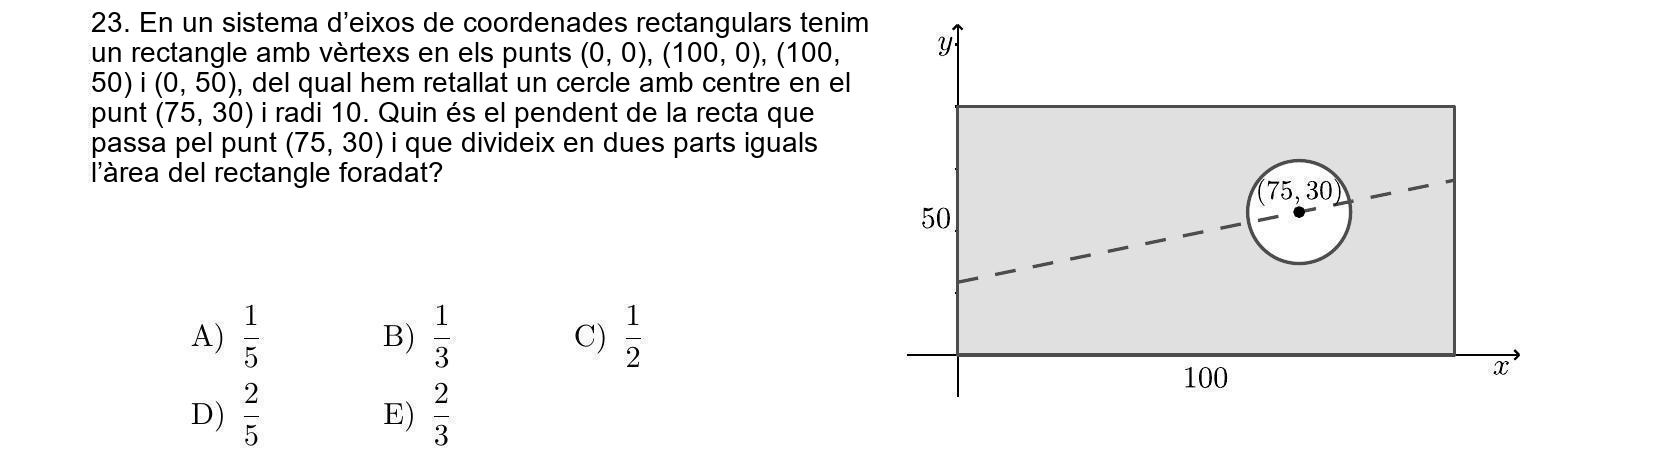 23. En un sistema d'eixos de coordenades rectangulars tenim
un rectangle amb vèrtexs en els punts (0, 0), (100, 0), (100,
50) i (0, 50), del qual hem retallat un cercle amb centre en el
punt (75, 30) i radi 10. Quin és el pendent de la recta que
passa pel punt (75, 30) i que divideix en dues parts iguals
l'àrea del rectangle foradat?
A) 1/5 B) 1/3 C) 1/2
D) 2/5 E) 2/3
y
(75, 30)
50
100
x